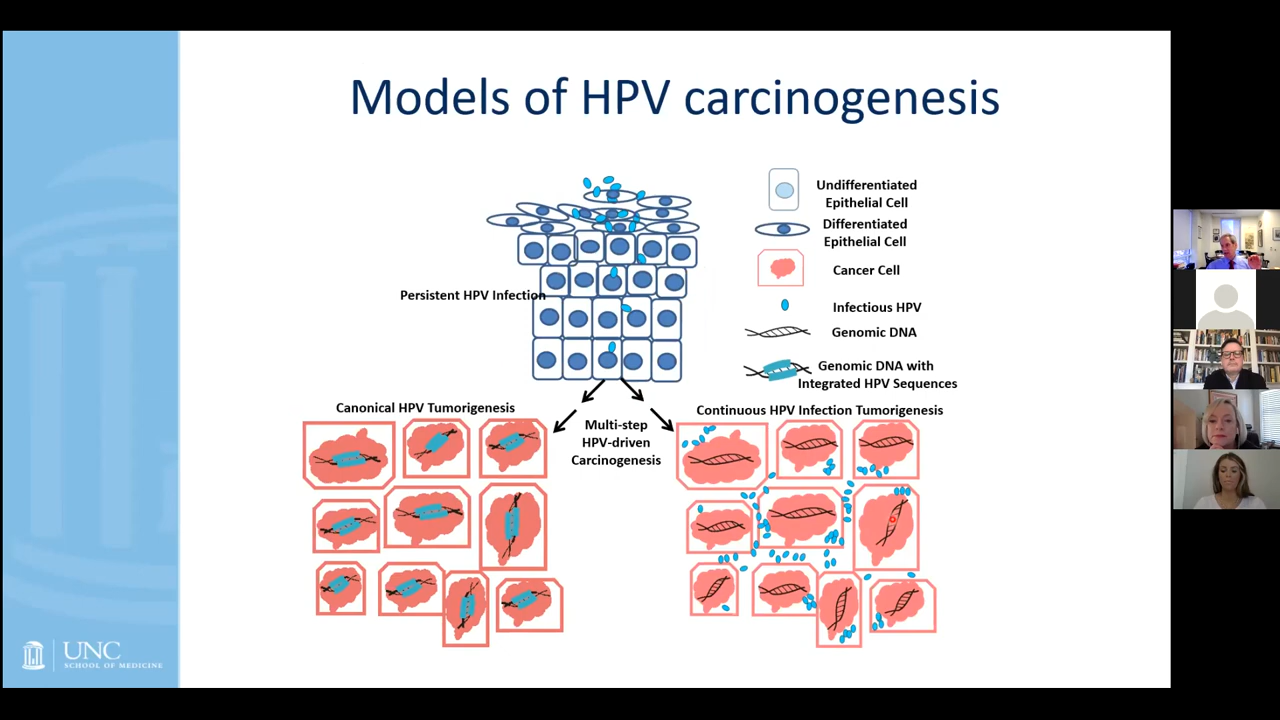 Models of HPV carcinogenesis
Undifferentiated
Epithelial Cell
Differentiated
Epithelial Cell
Cancer Cell
Persistent HPV Infection
Infectious HPV
Genomic DNA
Genomic DNA with
Integrated HPV Sequences
Canonical HPV Tumorigenesis
Continuous HPV Infection Tumorigenesis
Multi-step
HPV-driven
Carcinogenesis
UNC
SCHOOL OF MEDICINE